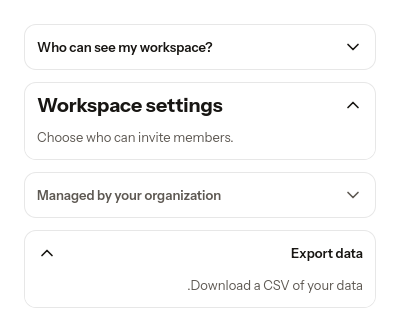 Who can see my workspace?
Workspace settings
Choose who can invite members.
Managed by your organization
Export data
.Download a CSV of your data